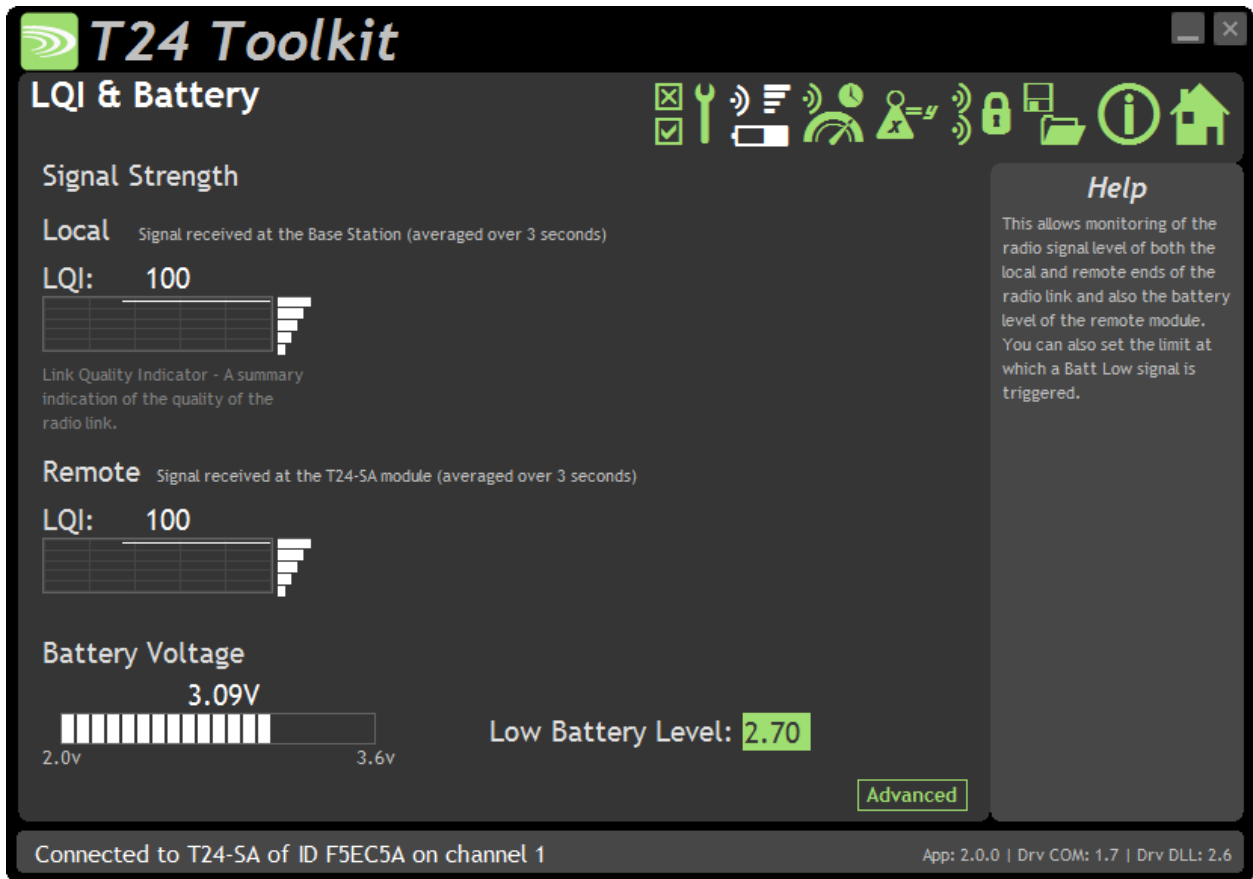 T24 Toolkit
LQI & Battery
x =y
Signal Strength
Local Signal received at the Base Station (averaged over 3 seconds)
LQI: 100
Link Quality Indicator - A summary
indication of the quality of the
radio link.
Remote Signal received at the T24-SA module (averaged over 3 seconds)
LQI: 100
Battery Voltage
3.09V
2.0v 3.6v
Low Battery Level: 2.70
Advanced
Help
This allows monitoring of the
radio signal level of both the
local and remote ends of the
radio link and also the battery
level of the remote module.
You can also set the limit at
which a Batt Low signal is
triggered.
Connected to T24-SA of ID F5EC5A on channel 1
App: 2.0.0 | Drv COM: 1.7 | Drv DLL: 2.6